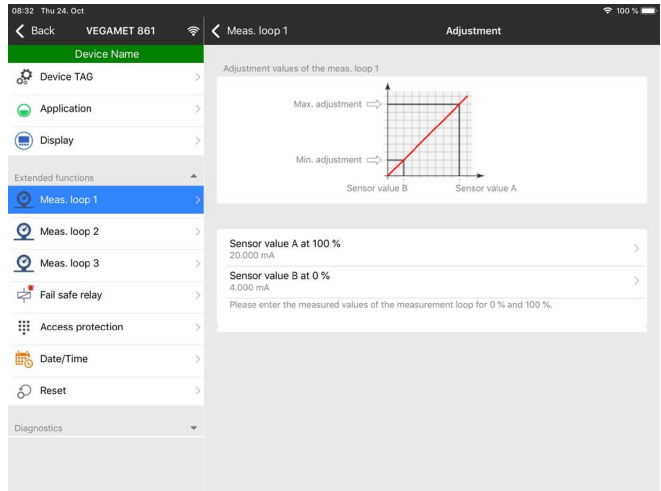 08:32 Thu 24. Oct
100 %
Back
VEGAMET 861
Meas. loop 1
Adjustment
Device Name
Device TAG
Application
Display
Extended functions
Meas. loop 1
Meas. loop 2
Meas. loop 3
Fail safe relay
Access protection
Date/Time
Reset
Diagnostics
Adjustment values of the meas. loop 1
Max. adjustment
Min. adjustment
Sensor value B
Sensor value A
Sensor value A at 100 %
20.000 mA
Sensor value B at 0 %
4.000 mA
Please enter the measured values of the measurement loop for 0 % and 100 %.